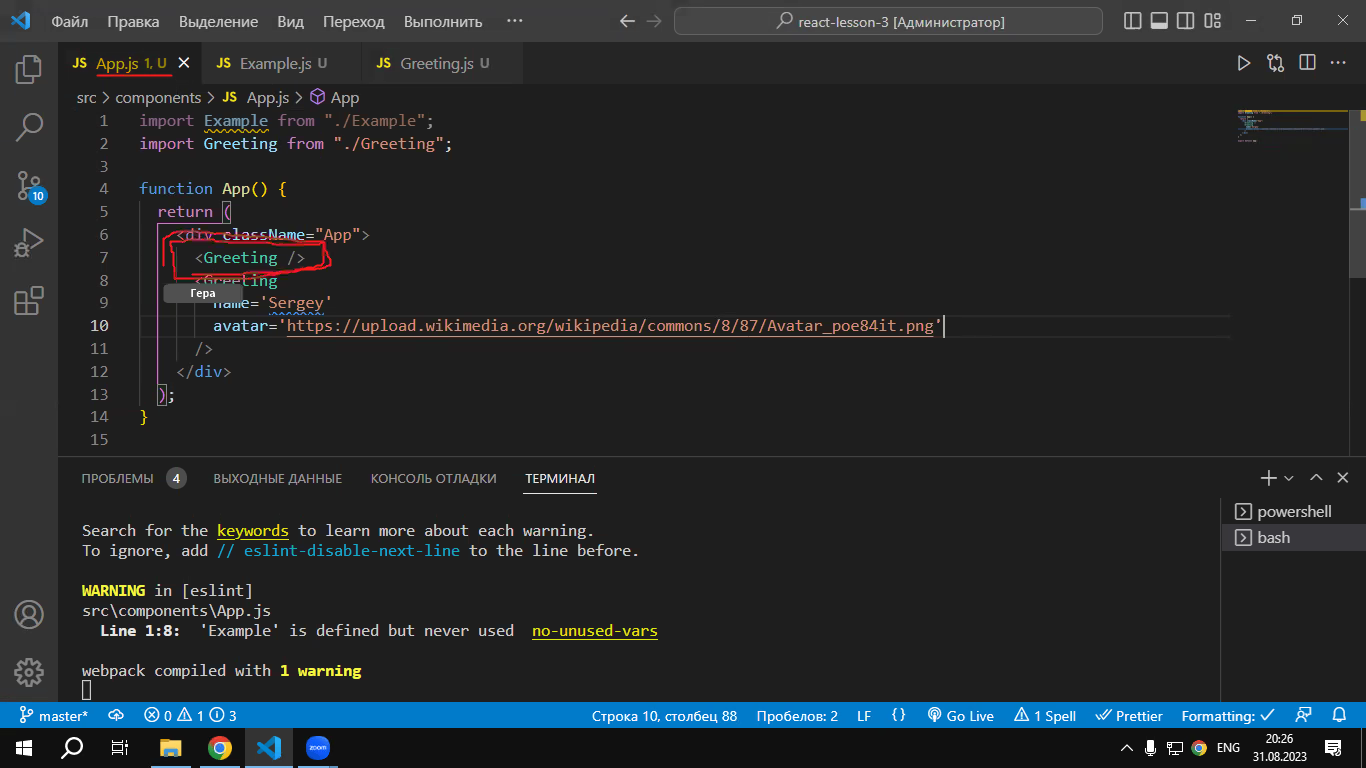 Файл Правка Выделение Вид Переход Выполнить ··· react-lesson-3 [Администратор]
JS App.js 1, U JS Example.js U JS Greeting.js U
src > components > JS App.js > App
1 import Example from "./Example";
2 import Greeting from "./Greeting";
3
4 function App() {
5 return (
6 <div className="App">
7 <Greeting />
8 <Greeting
Гера
9 name='Sergey'
10 avatar='https://upload.wikimedia.org/wikipedia/commons/8/87/Avatar_poe84it.png'
11 />
12 </div>
13 );
14 }
15
10
ПРОБЛЕМЫ 4 ВЫХОДНЫЕ ДАННЫЕ КОНСОЛЬ ОТЛАДКИ ТЕРМИНАЛ
powershell
bash
Search for the keywords to learn more about each warning.
To ignore, add // eslint-disable-next-line to the line before.
WARNING in [eslint]
src\components\App.js
Line 1:8: 'Example' is defined but never used no-unused-vars
webpack compiled with 1 warning
master* 0 1 3 Строка 10, столбец 88 Пробелов: 2 LF {} Go Live 1 Spell Prettier Formatting:
zoom ENG 20:26
31.08.2023